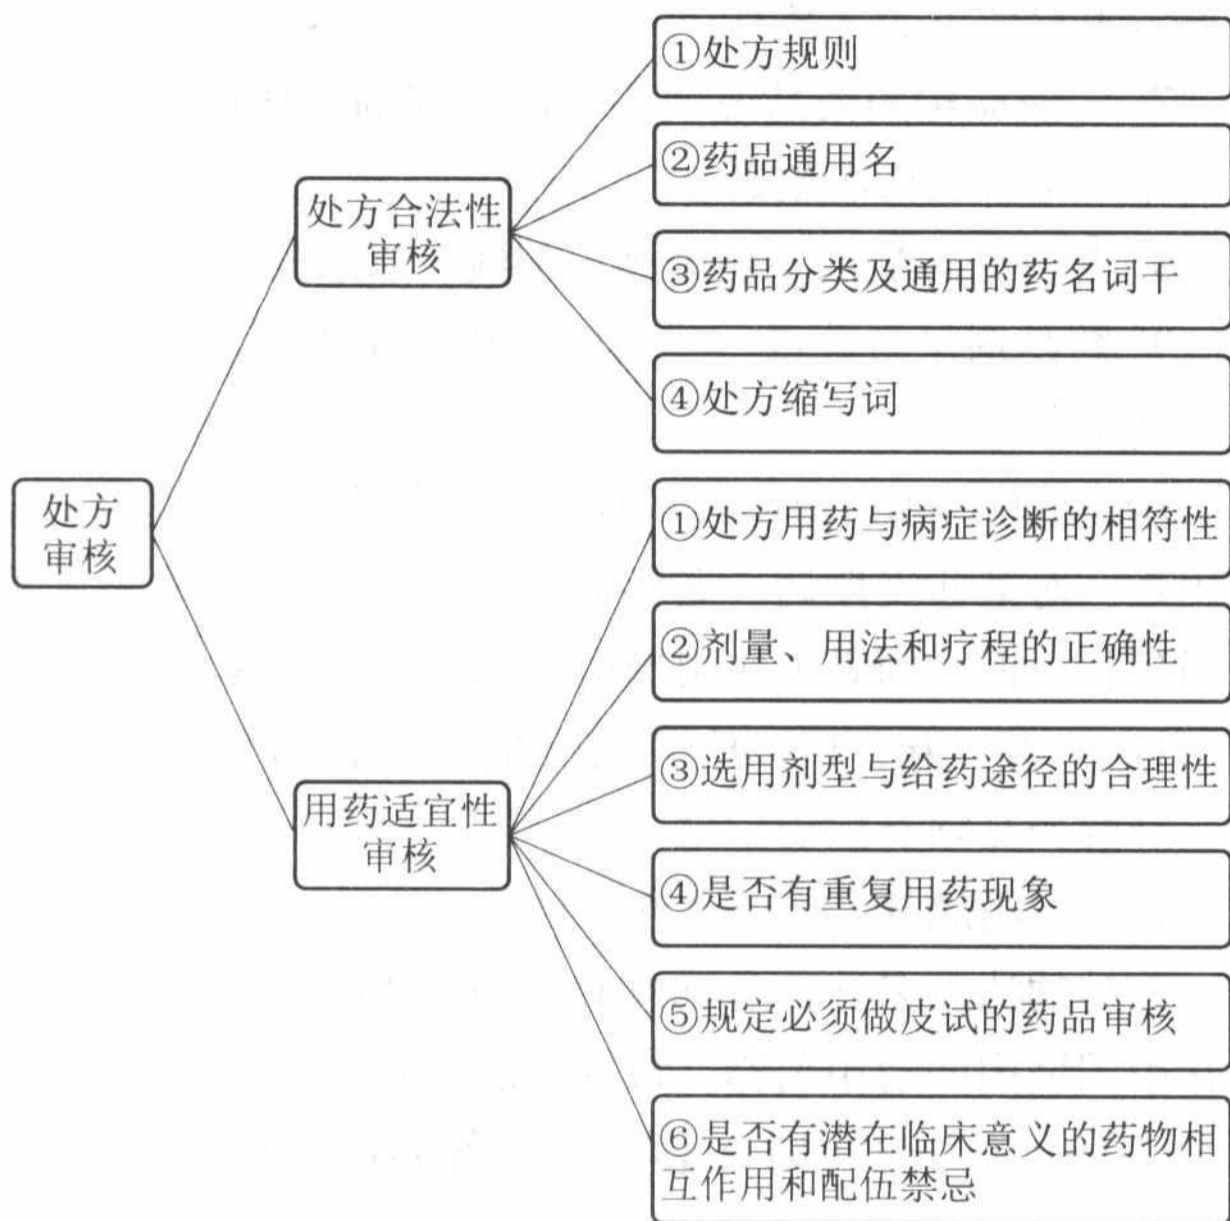 处方
审核
处方合法性
审核
①处方规则
②药品通用名
③药品分类及通用的药名词干
④处方缩写词
用药适宜性
审核
①处方用药与病症诊断的相符性
②剂量、用法和疗程的正确性
③选用剂型与给药途径的合理性
④是否有重复用药现象
⑤规定必须做皮试的药品审核
⑥是否有潜在临床意义的药物相
互作用和配伍禁忌